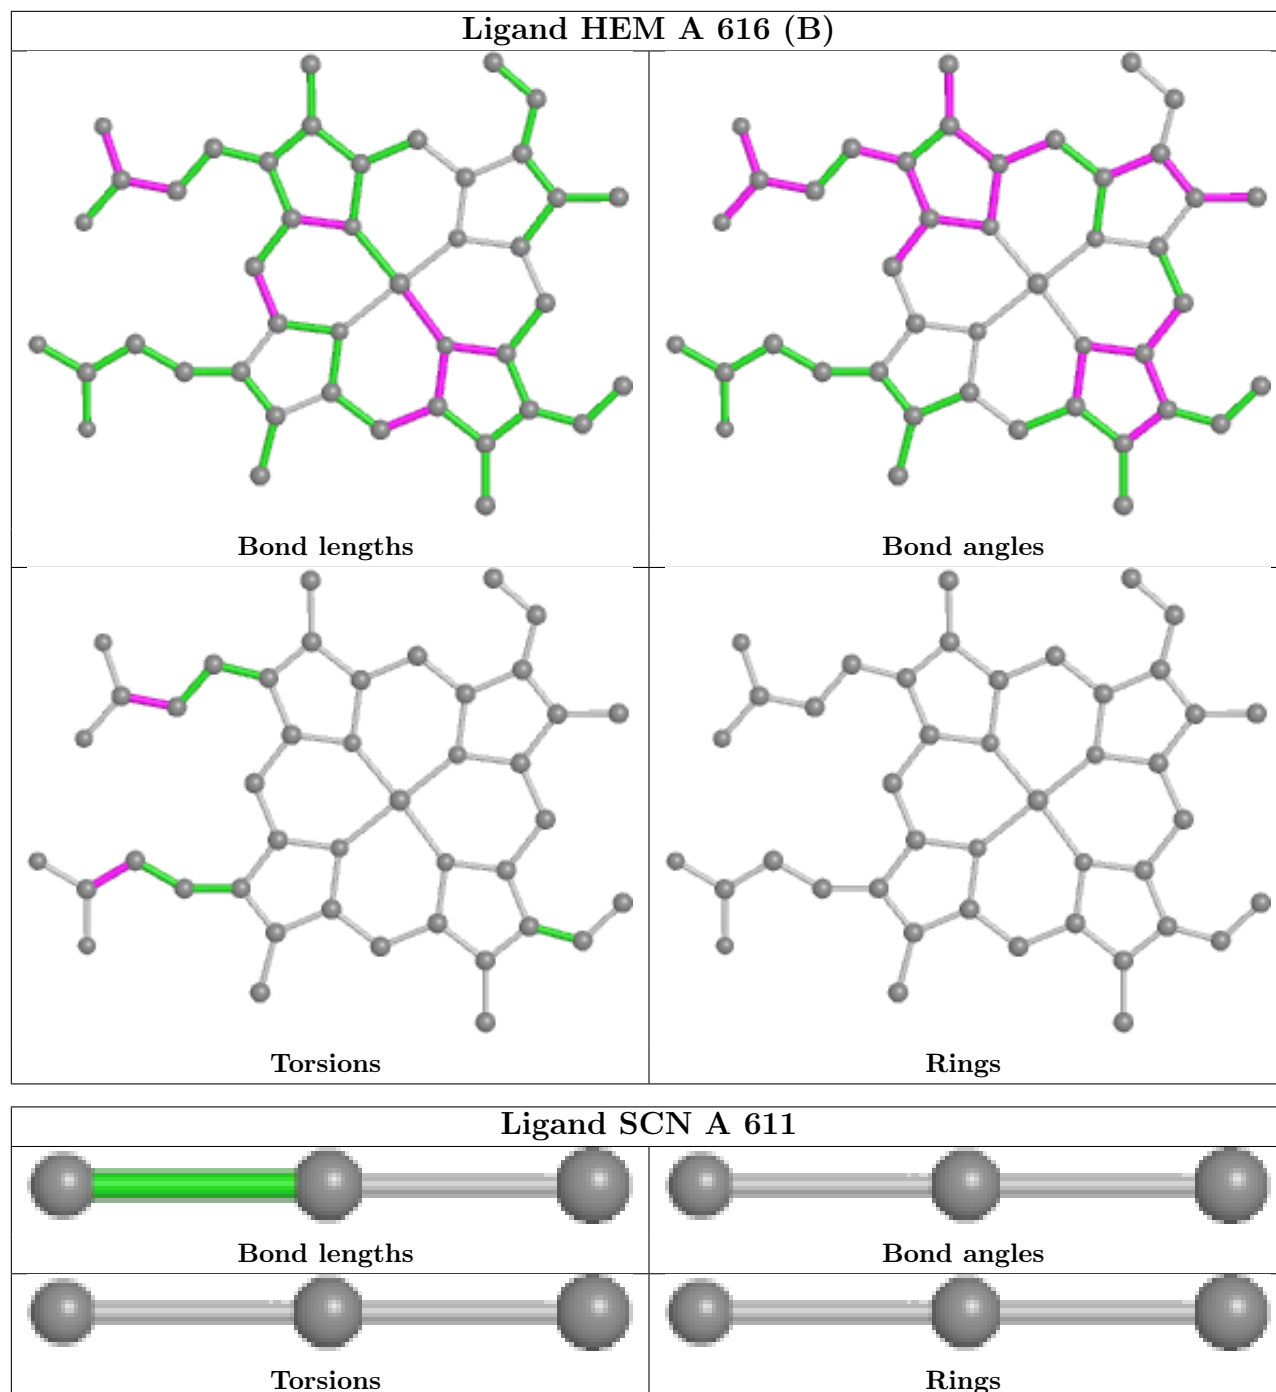 Ligand HEM A 616 (B)
Bond lengths
Bond angles
Torsions
Rings
Ligand SCN A 611
Bond lengths
Bond angles
Torsions
Rings